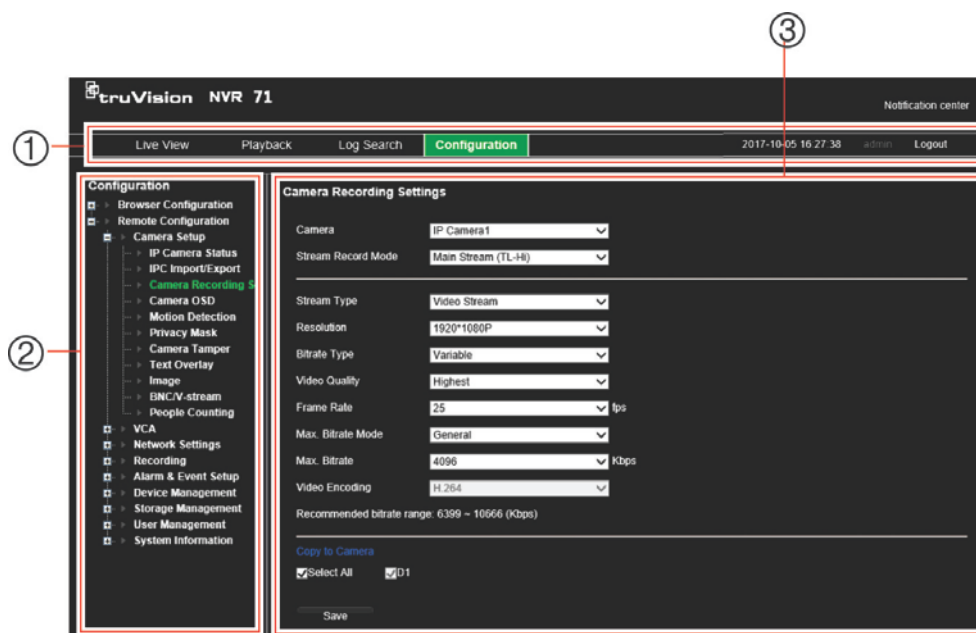 ③
truVision NVR 71
Notification center
①
Live View Playback Log Search Configuration 2017-10-05 16:27:38 admin Logout
②
Configuration
Browser Configuration
Remote Configuration
Camera Setup
IP Camera Status
IPC Import/Export
Camera Recording S
Camera OSD
Motion Detection
Privacy Mask
Camera Tamper
Text Overlay
Image
BNC/V-stream
People Counting
VCA
Network Settings
Recording
Alarm & Event Setup
Device Management
Storage Management
User Management
System Information
Camera Recording Settings
Camera IP Camera1
Stream Record Mode Main Stream (TL-Hi)
Stream Type Video Stream
Resolution 1920*1080P
Bitrate Type Variable
Video Quality Highest
Frame Rate 25 fps
Max. Bitrate Mode General
Max. Bitrate 4096 Kbps
Video Encoding H.264
Recommended bitrate range: 6399 ~ 10666 (Kbps)
Copy to Camera
Select All D1
Save